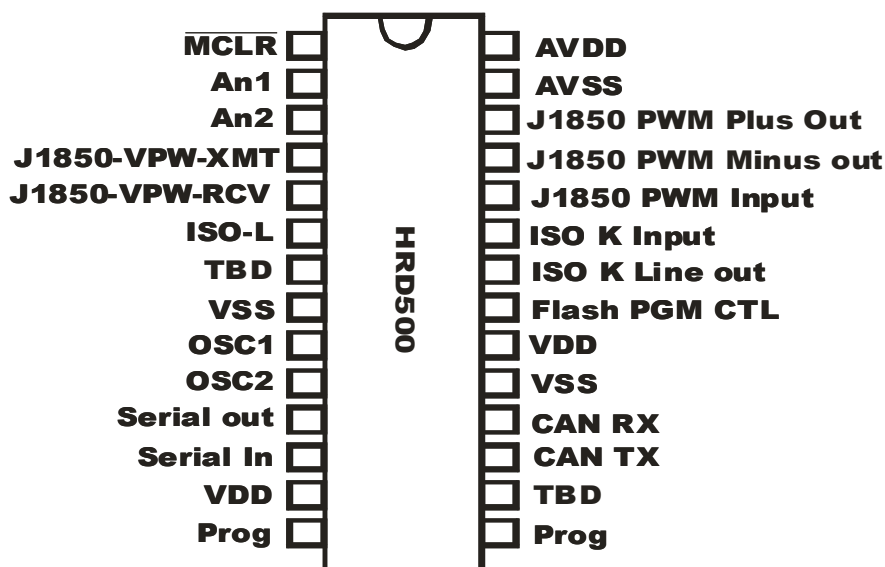 MCLR
An1
An2
J1850-VPW-XMT
J1850-VPW-RCV
ISO-L
TBD
VSS
OSC1
OSC2
Serial out
Serial In
VDD
Prog
HRD500
AVDD
AVSS
J1850 PWM Plus Out
J1850 PWM Minus out
J1850 PWM Input
ISO K Input
ISO K Line out
Flash PGM CTL
VDD
VSS
CAN RX
CAN TX
TBD
Prog